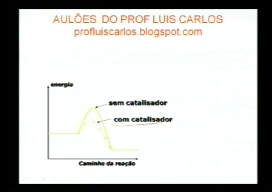 AULÕES DO PROF LUIS CARLOS
profluiscarlos.blogspot.com
energia
sem catalisador
com catalisador
Caminho da reação